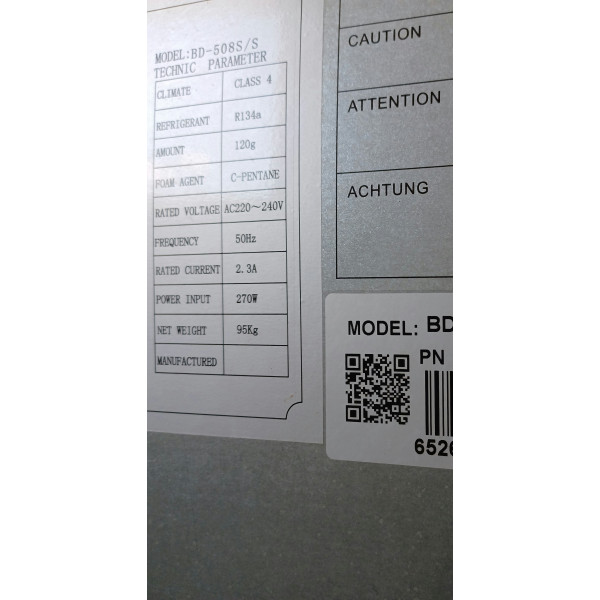 MODEL:BD-508S/S
TECHNIC PARAMETER
CLIMATE CLASS 4
REFRIGERANT R134a
AMOUNT 120g
FOAM AGENT C-PENTANE
RATED VOLTAGE AC220~240V
FREQUENCY 50Hz
RATED CURRENT 2.3A
POWER INPUT 270W
NET WEIGHT 95Kg
MANUFACTURED
CAUTION
ATTENTION
ACHTUNG
MODEL: BD
PN
6526